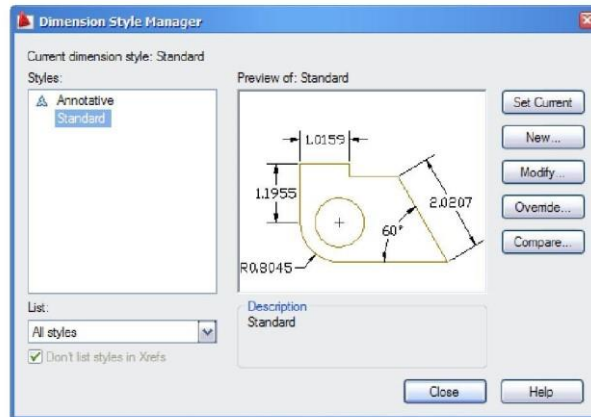 Dimension Style Manager
Current dimension style: Standard
Styles:
Annotative
Standard
List:
All styles
Don't list styles in Xrefs
Preview of: Standard
1.0159
1.1955
2.0207
60°
R0.8045
Description
Standard
Set Current
New...
Modify...
Override...
Compare...
Close
Help